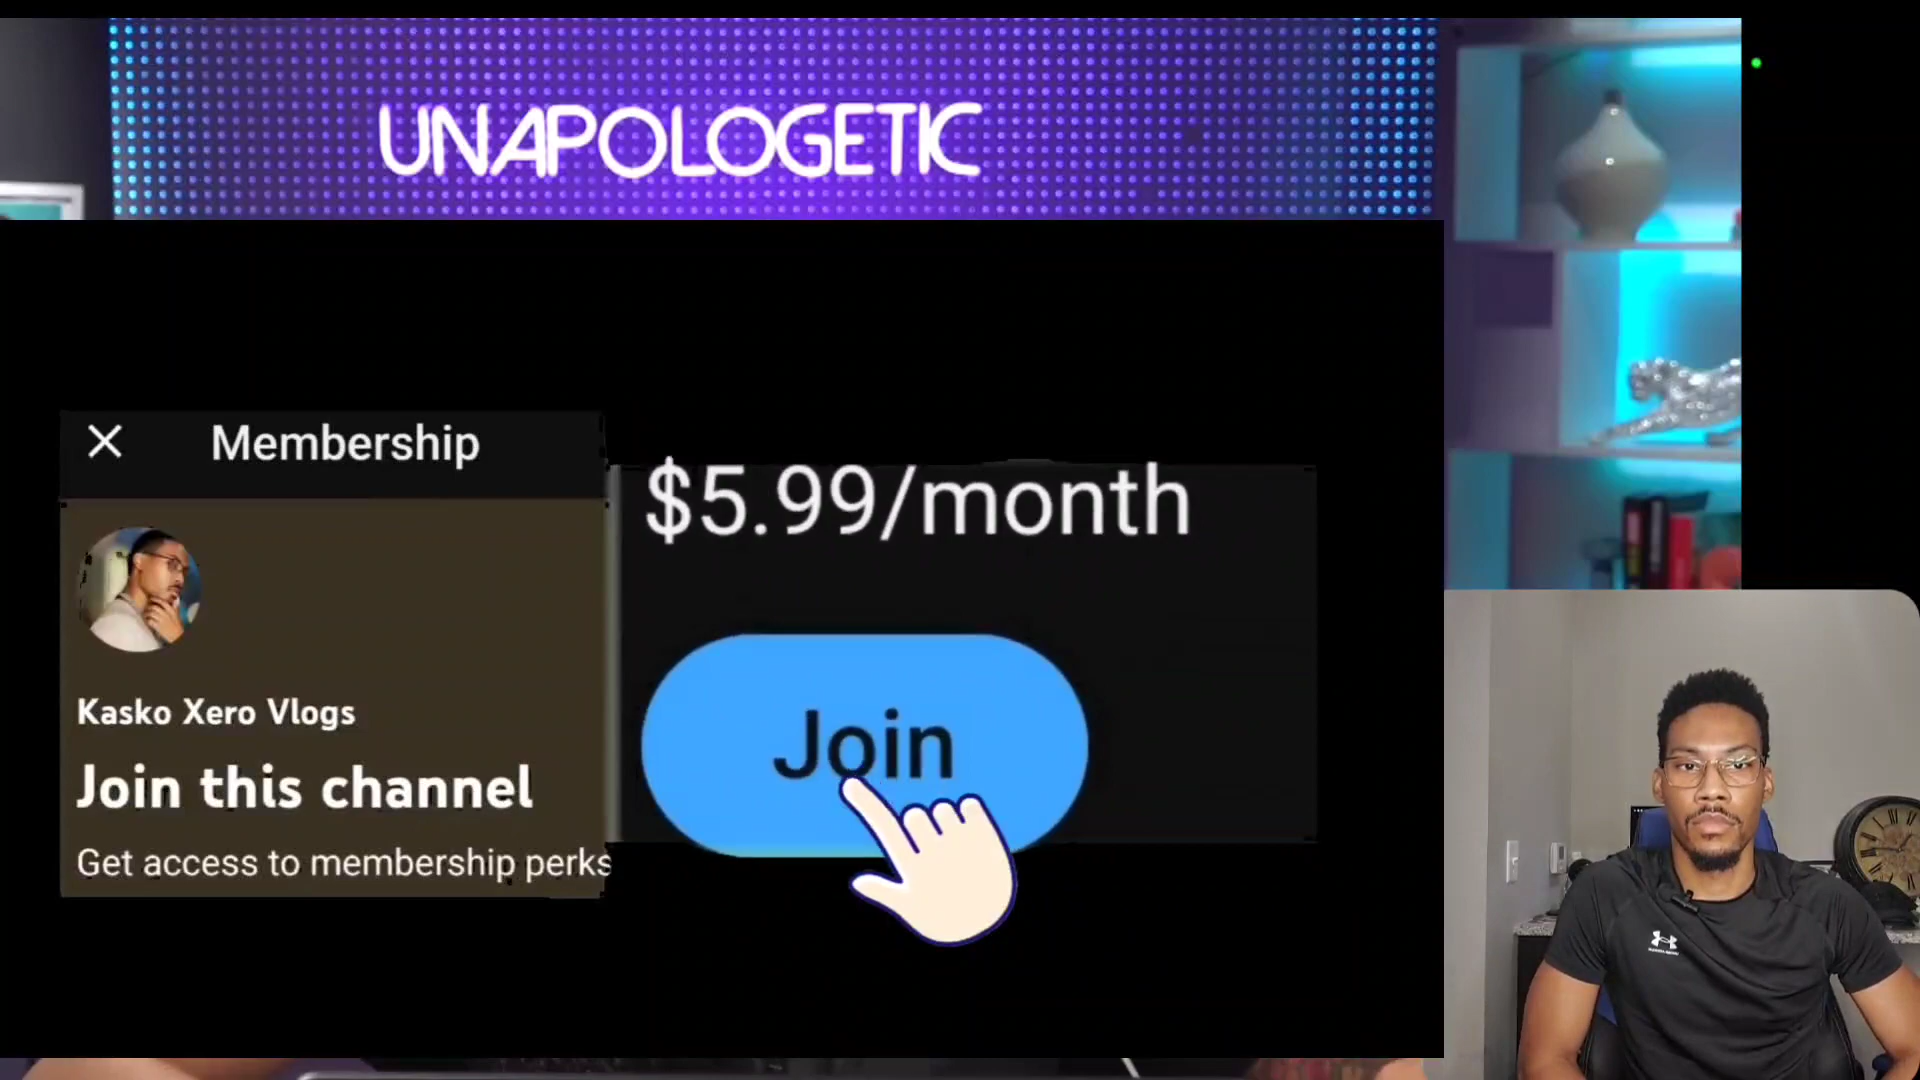 UNAPOLOGETIC
Membership
$5.99/month
Kasko Xero Vlogs
Join
Join this channel
Get access to membership perks